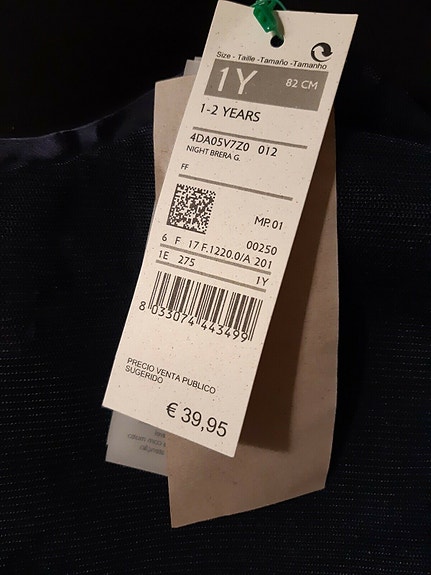 Size - Taille -Tamaño -Tamanho
1Y 82 CM
1-2 YEARS
4DA05V7Z0 012
NIGHT BRERA G.
FF
MP.01
00250
6 F 17 F.1220.0/A 201
1E 275 1Y
8 033074 443499
PRECIO VENTA PUBLICO
SUGERIDO
€ 39,95